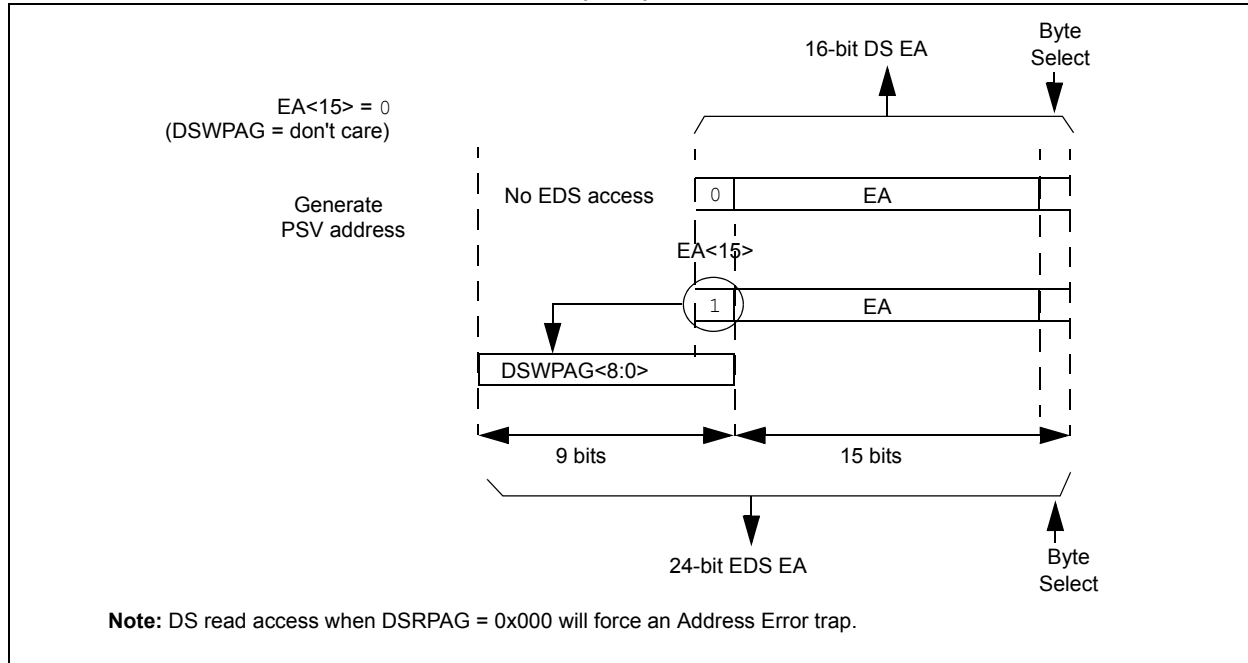 16-bit DS EA
Byte
Select
EA<15> = 0
(DSWPAG = don't care)
No EDS access
0
EA
Generate
PSV address
EA<15>
1
EA
DSWPAG<8:0>
9 bits
15 bits
24-bit EDS EA
Byte
Select
Note: DS read access when DSRPAG = 0x000 will force an Address Error trap.